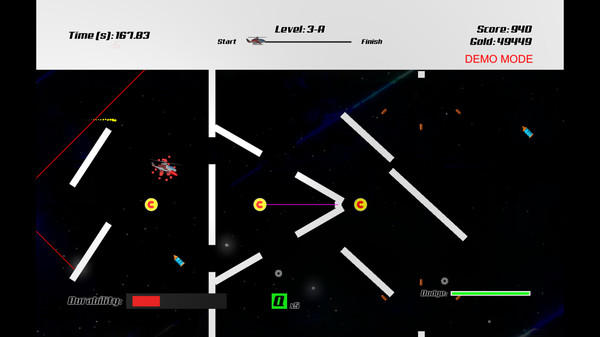 Time (s): 167.83
Level: 3-A
Start
Finish
Score: 940
Gold: 49449
DEMO MODE
C
C
C
Durability:
Q x5
Dodge: